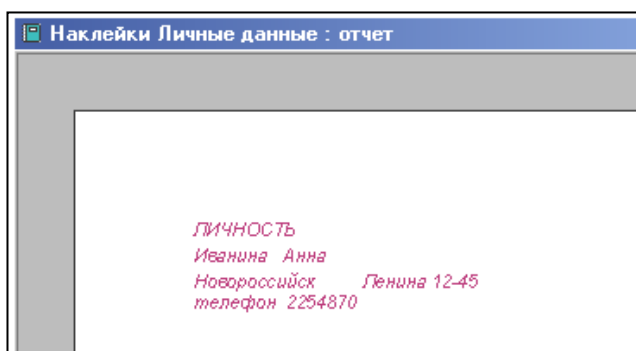 Наклейки Личные данные : отчет
ЛИЧНОСТЬ
Иванина Анна
Новороссийск Ленина 12-45
телефон 2254870